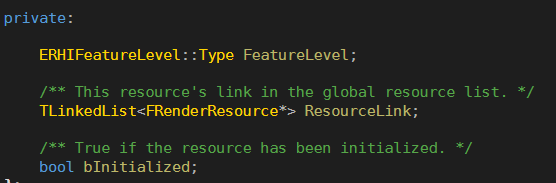 private:
ERHIFeatureLevel::Type FeatureLevel;
/** This resource's link in the global resource list. */
TLinkedList<FRenderResource*> ResourceLink;
/** True if the resource has been initialized. */
bool bInitialized;
};